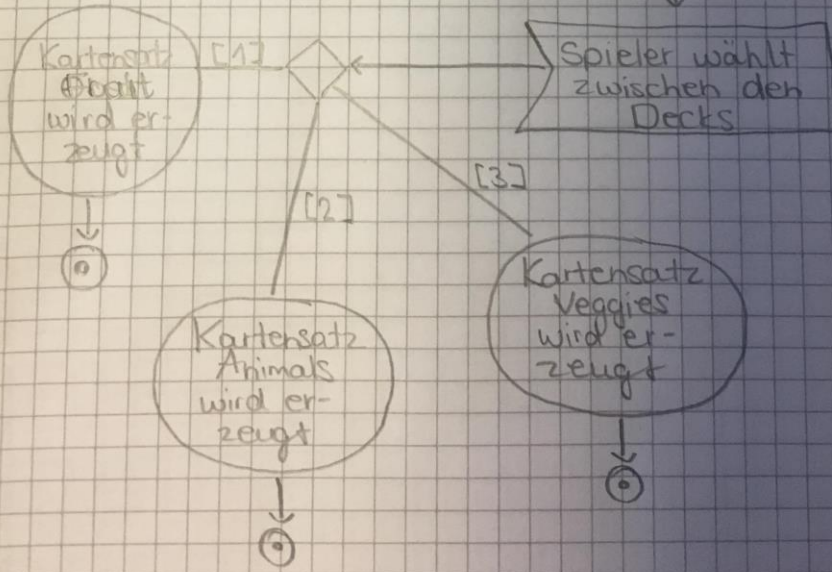 Kartensatz
wird er-
zeugt
[1]
Spieler wählt
zwischen den
Decks
[2]
[3]
Kartensatz
Animals
wird er-
zeugt
Kartensatz
Veggies
wird er-
zeugt